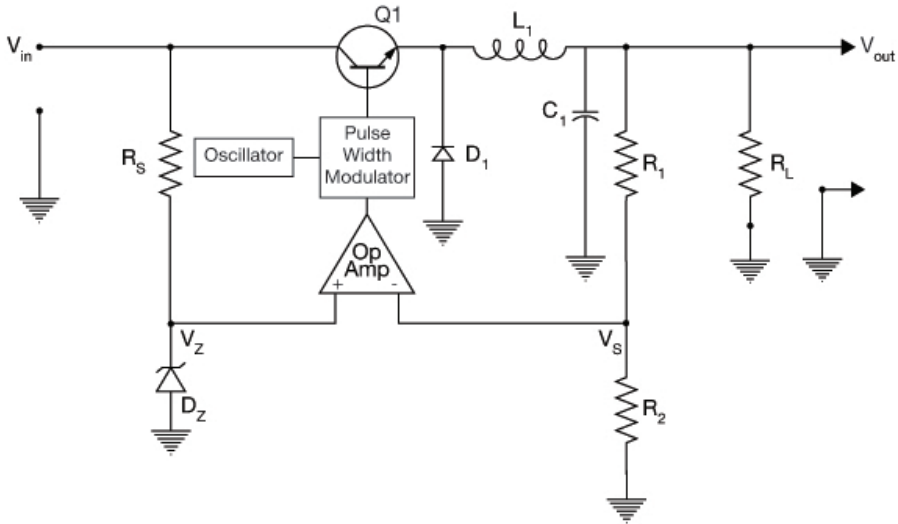 Q1
L1
Vin
Vout
C1
Pulse
Width
Modulator
Oscillator
RS
D1
R1
RL
Op
Amp
+ -
VZ
VS
DZ
R2